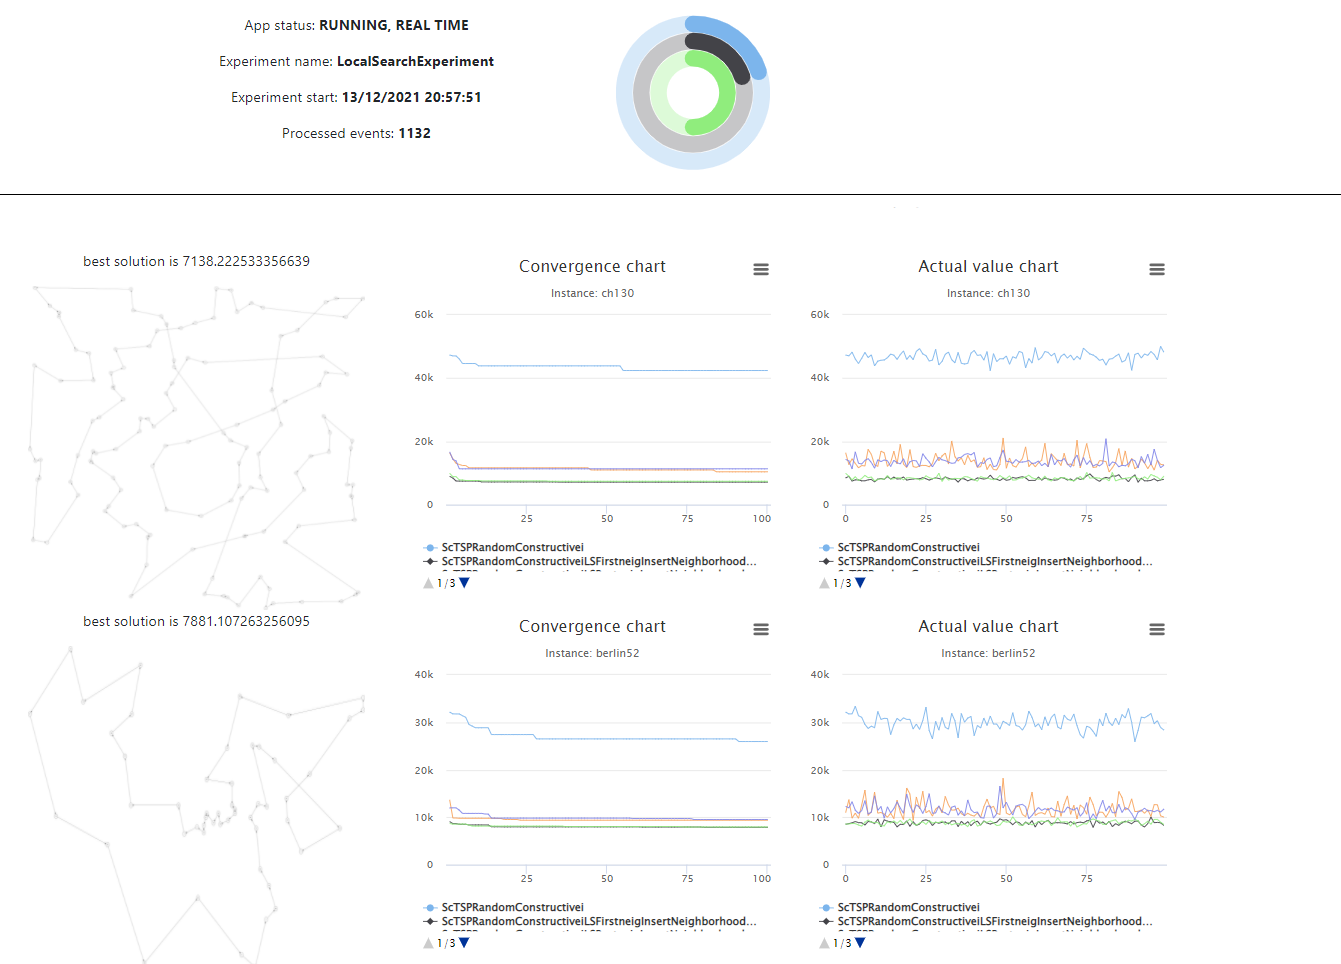 App status: RUNNING, REAL TIME
Experiment name: LocalSearchExperiment
Experiment start: 13/12/2021 20:57:51
Processed events: 1132
best solution is 7138.222533356639
Convergence chart
Instance: ch130
60k
40k
20k
0
25 50 75 100
ScTSPRandomConstructivei
ScTSPRandomConstructiveiLSFirstneigInsertNeighborhood...
1/3
Actual value chart
Instance: ch130
60k
40k
20k
0
0 25 50 75
ScTSPRandomConstructivei
ScTSPRandomConstructiveiLSFirstneigInsertNeighborhood...
1/3
best solution is 7881.107263256095
Convergence chart
Instance: berlin52
40k
30k
20k
10k
0
25 50 75 100
ScTSPRandomConstructivei
ScTSPRandomConstructiveiLSFirstneigInsertNeighborhood...
1/3
Actual value chart
Instance: berlin52
40k
30k
20k
10k
0
0 25 50 75
ScTSPRandomConstructivei
ScTSPRandomConstructiveiLSFirstneigInsertNeighborhood...
1/3